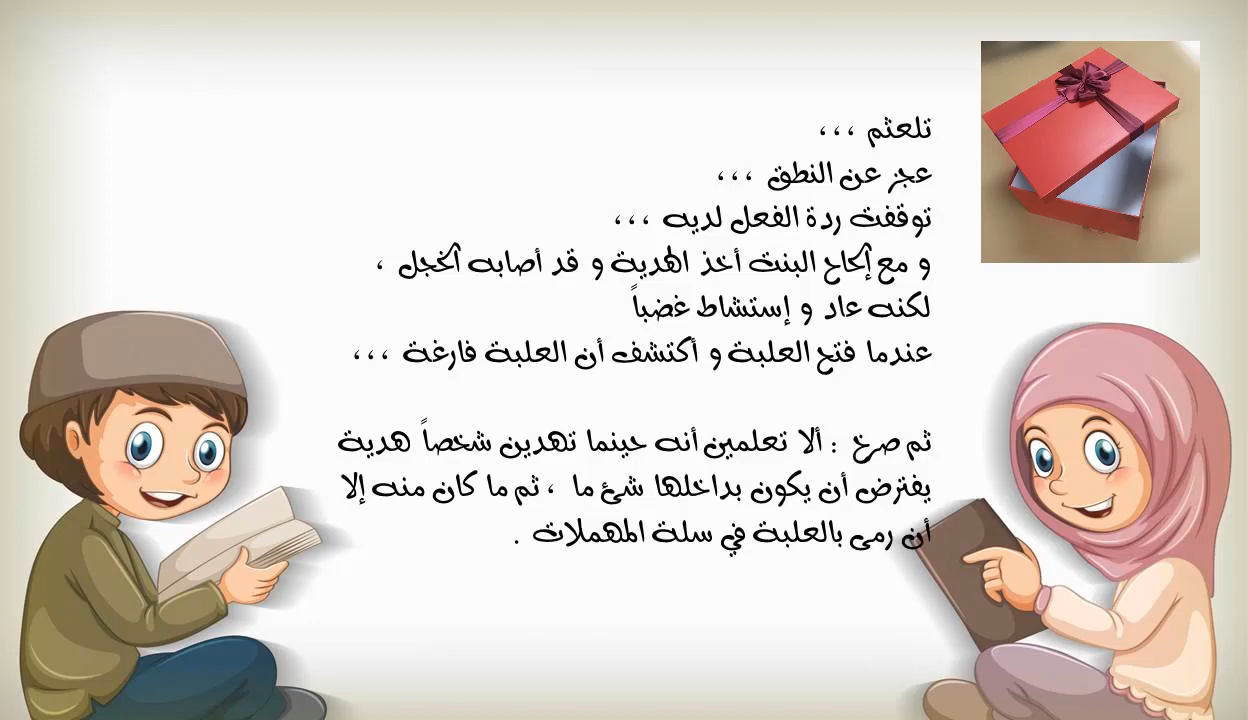 تلعثم ،،،
عجز عن النطق ،،،
توقفت ردة الفعل لديه ،،،
و مع إلحاح البنت أخذ الهدية و قد أصابه الخجل ،
لكنه عاد و إستشاط غضباً
عندما فتح العلبة و أكتشف أن العلبة فارغة ،،،
ثم صرخ : ألا تعلمين أنه حينما تهدين شخصاً هدية
يفترض أن يكون بداخلها شئ ما ، ثم ما كان منه إلا
أن رمى بالعلبة في سلة المهملات .